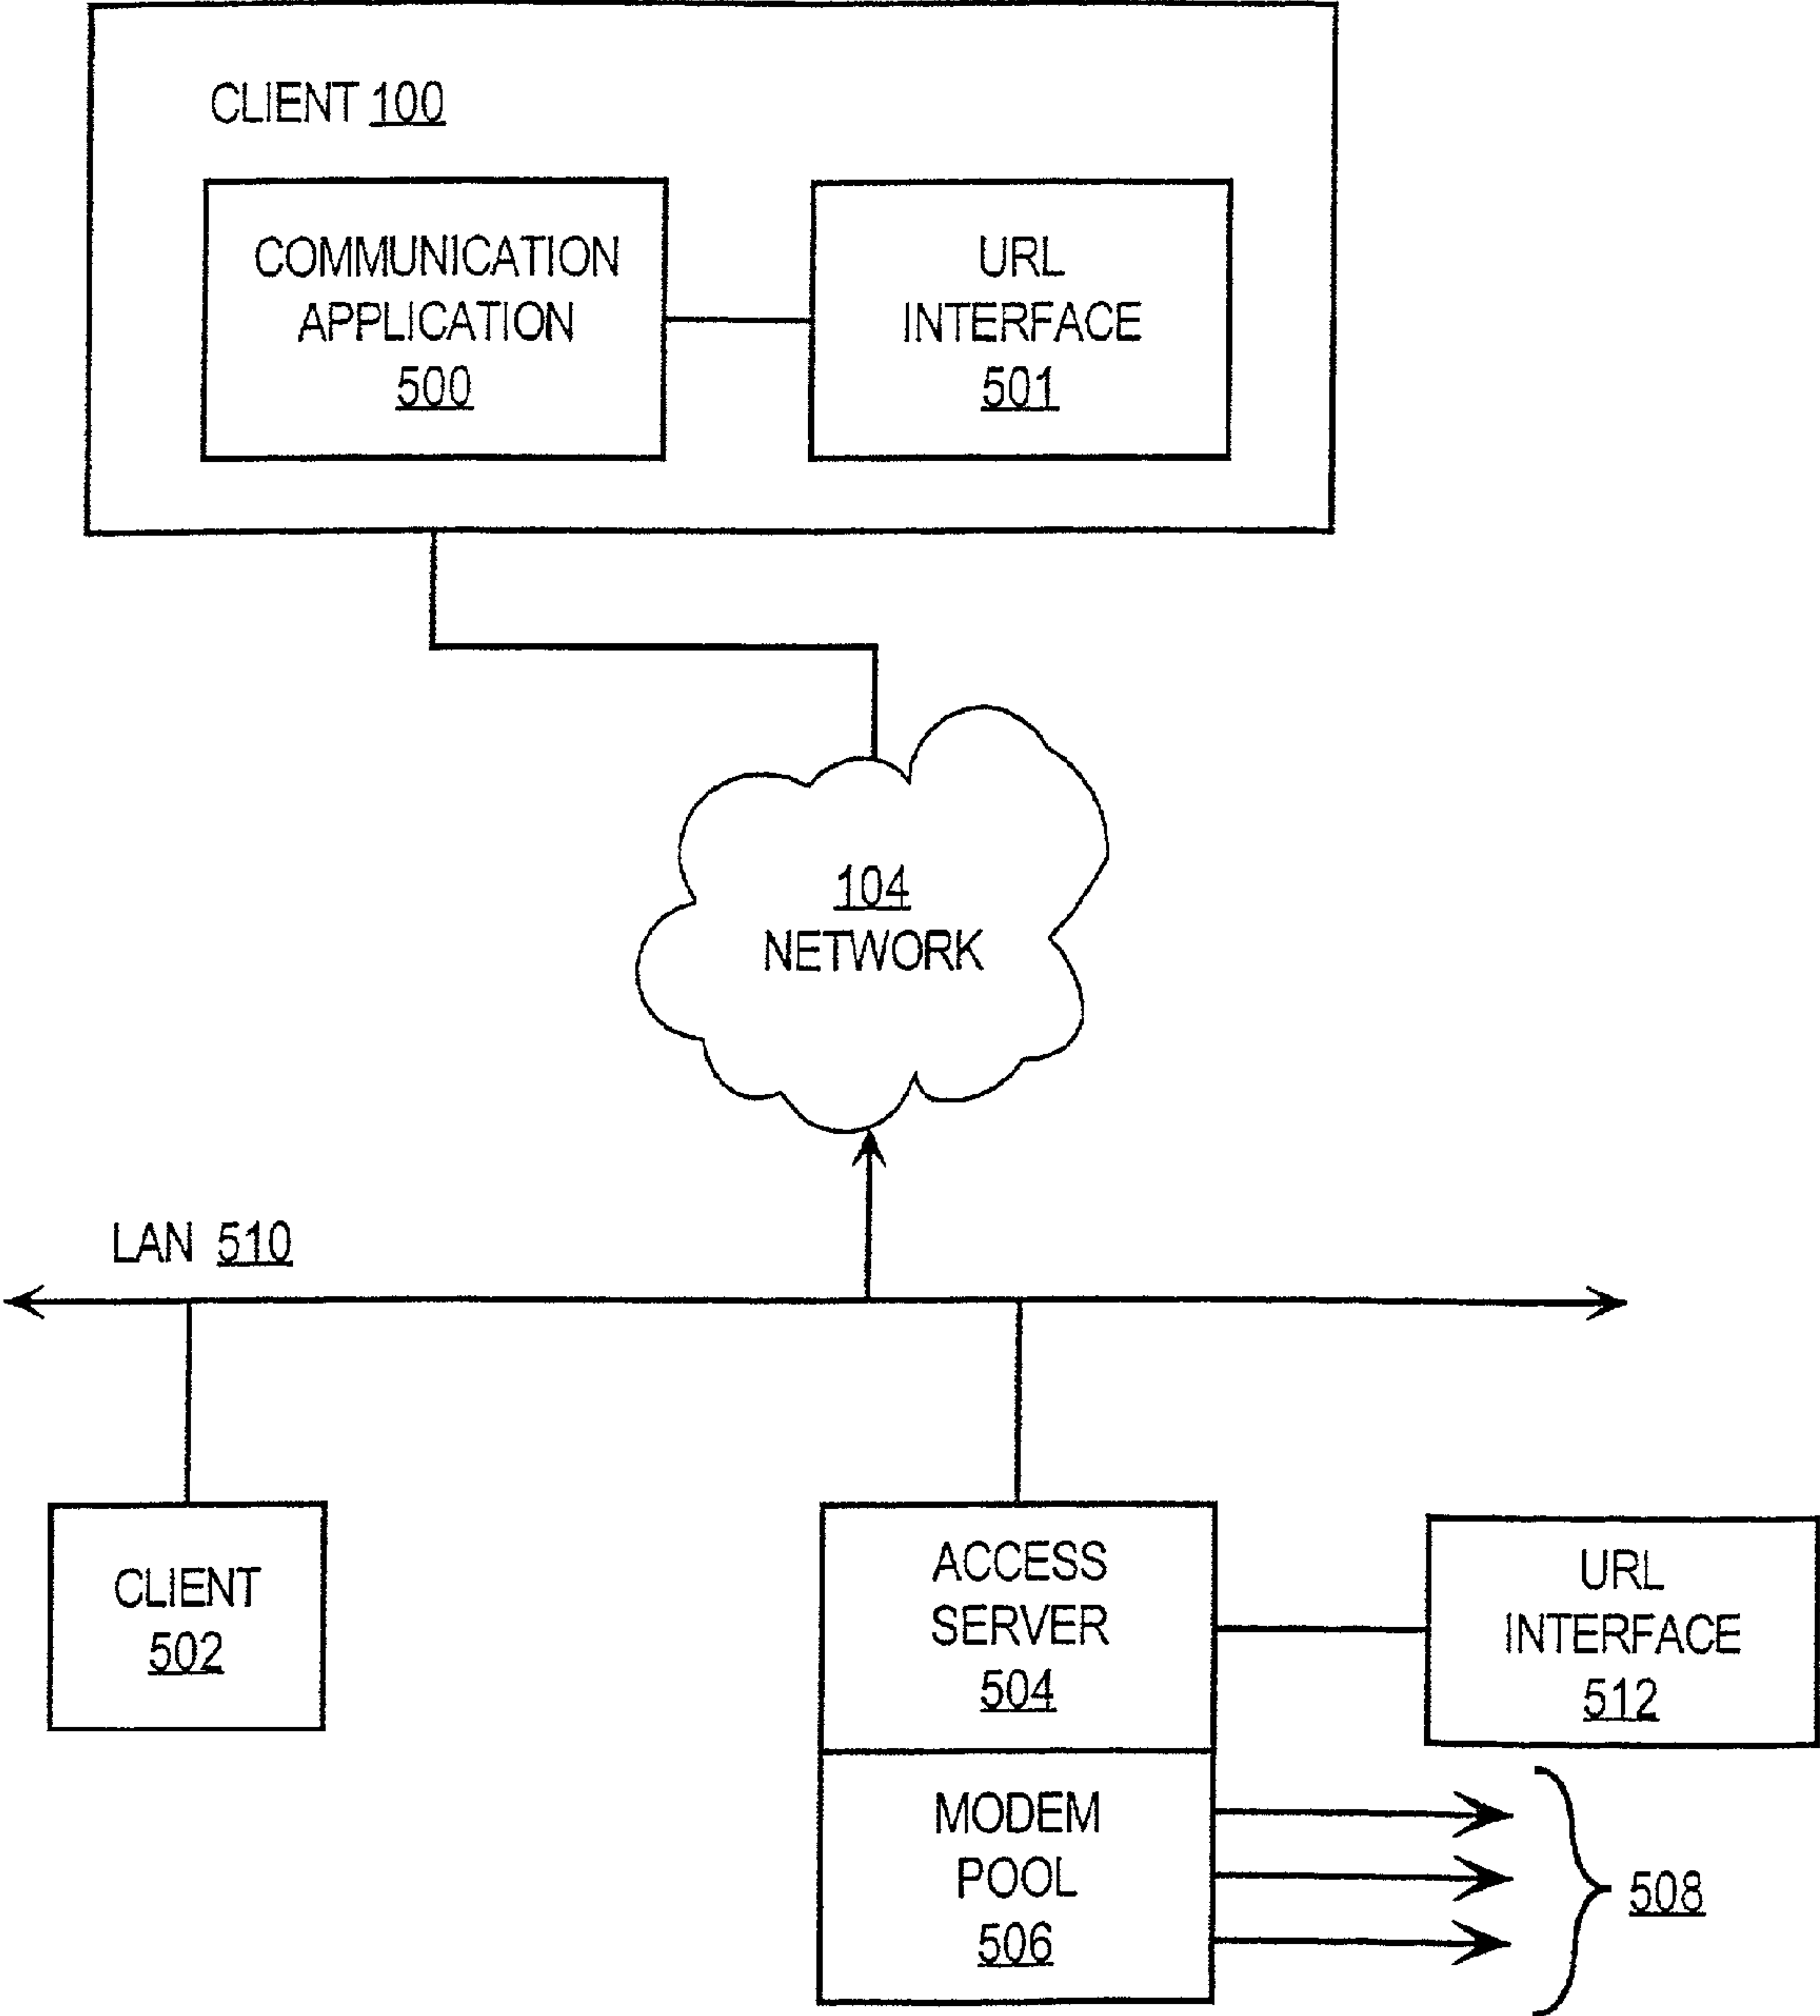 CLIENT 100
COMMUNICATION
APPLICATION
500
URL
INTERFACE
501
104
NETWORK
LAN 510
CLIENT
502
ACCESS
SERVER
504
URL
INTERFACE
512
MODEM
POOL
506
508